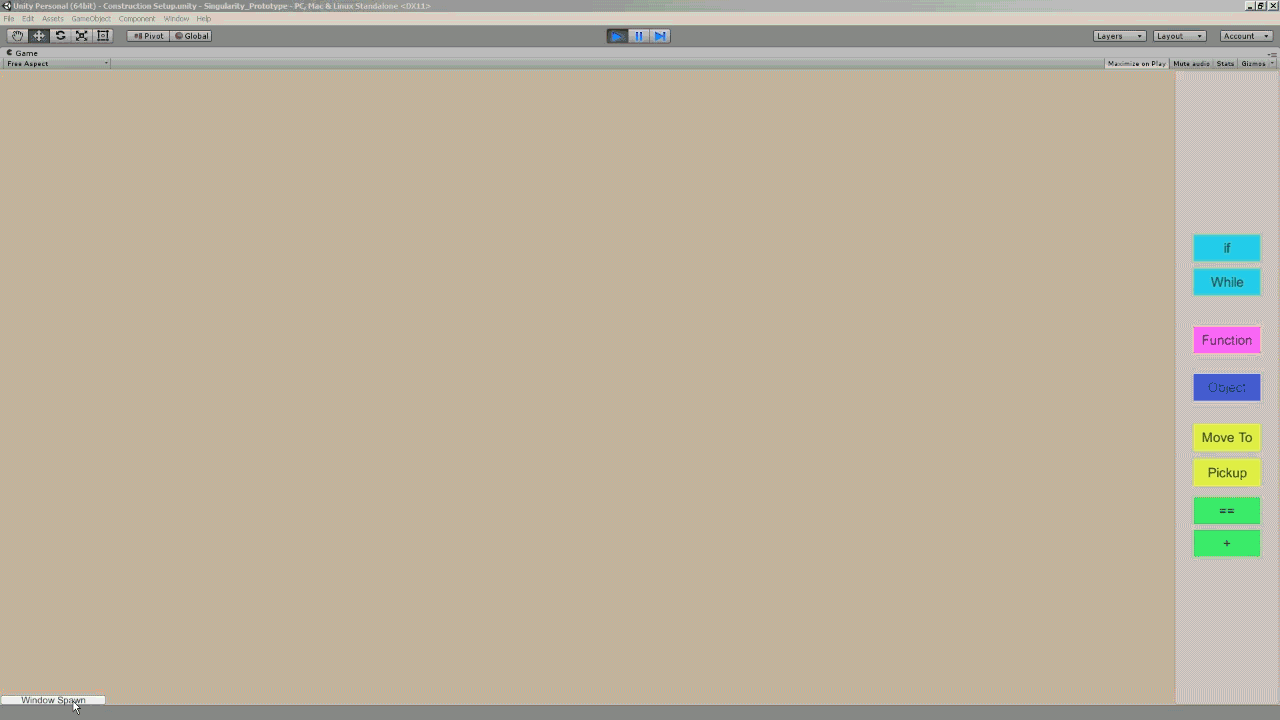 Unity Personal (64bit) - Construction Setup.unity - Singularity_Prototype - PC, Mac & Linux Standalone <DX11>
File Edit Assets GameObject Component Window Help
Pivot Global Layers Layout Account
Game
Free Aspect Maximize on Play Mute audio Stats Gizmos
if
While
Function
Object
Move To
Pickup
==
+
Window Spawn